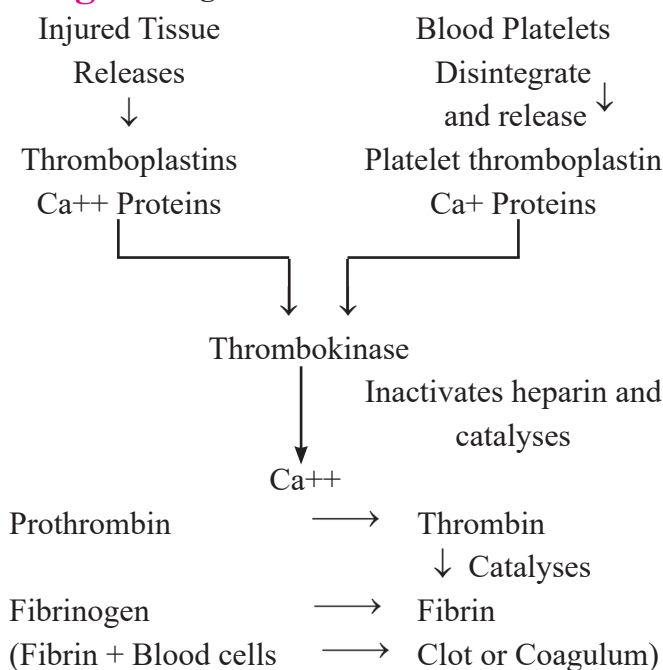 Injured Tissue Blood Platelets
Releases Disintegrate
↓ and release ↓
Thromboplastins Platelet thromboplastin
Ca++ Proteins Ca+ Proteins
Thrombokinase
Inactivates heparin and
catalyses
Ca++
Prothrombin → Thrombin
↓ Catalyses
Fibrinogen → Fibrin
(Fibrin + Blood cells → Clot or Coagulum)